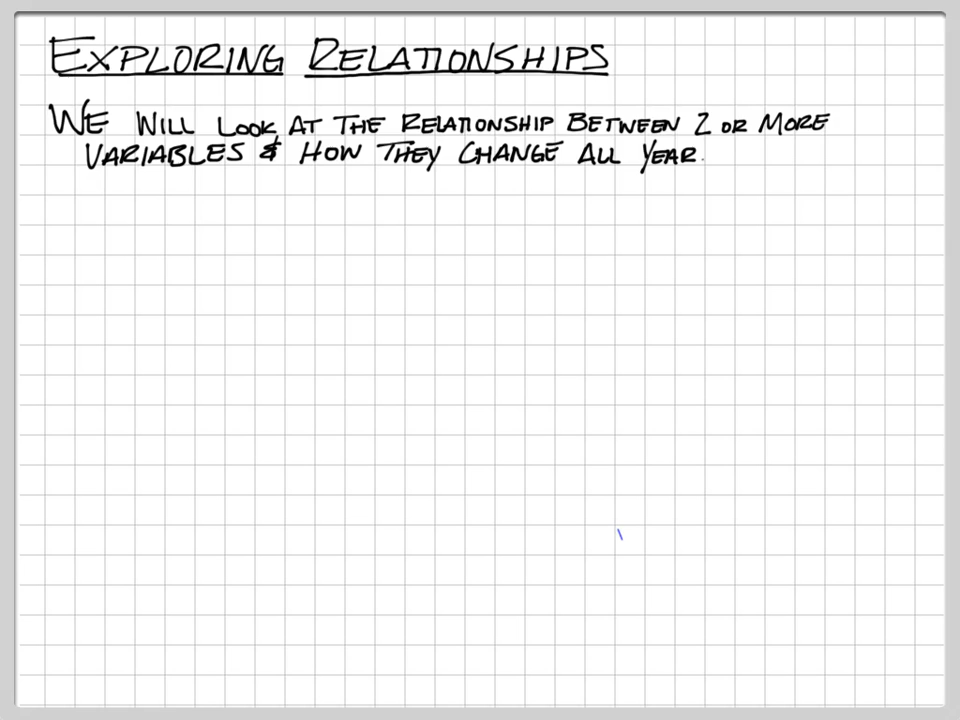 EXPLORING RELATIONSHIPS
WE WILL LOOK AT THE RELATIONSHIP BETWEEN 2 OR MORE
VARIABLES & HOW THEY CHANGE ALL YEAR.